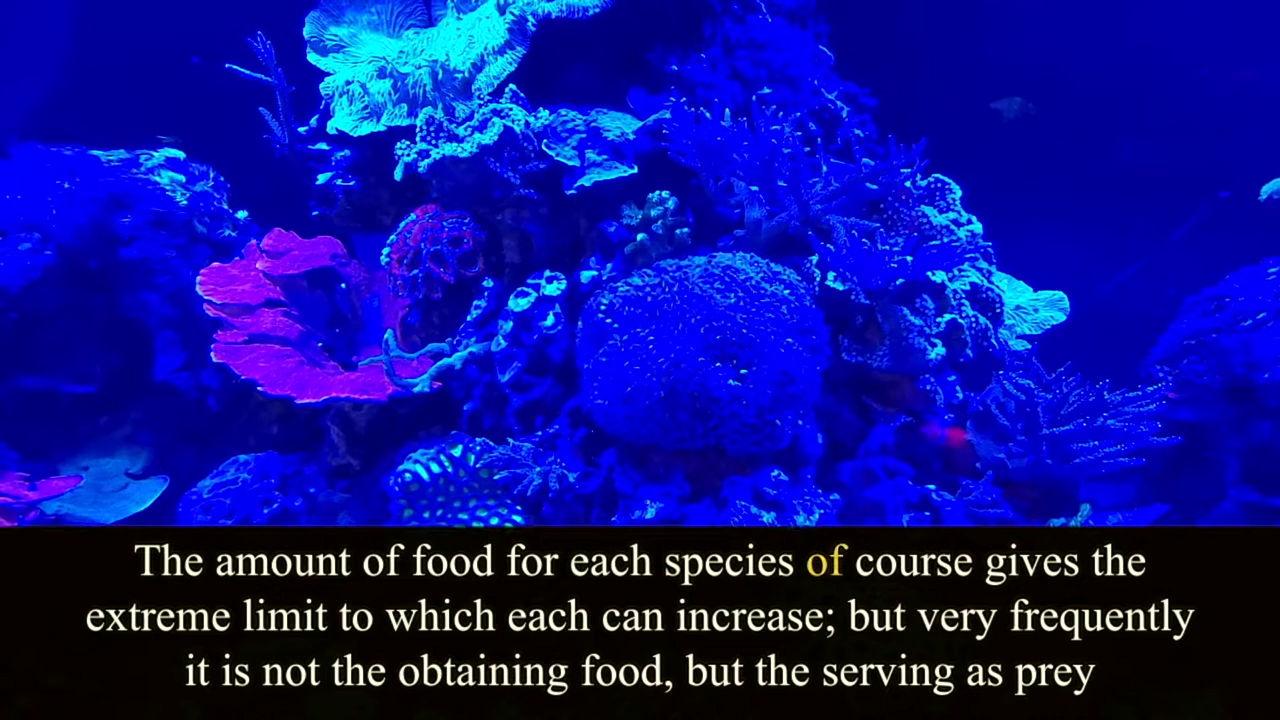 The amount of food for each species of course gives the
extreme limit to which each can increase; but very frequently
it is not the obtaining food, but the serving as prey